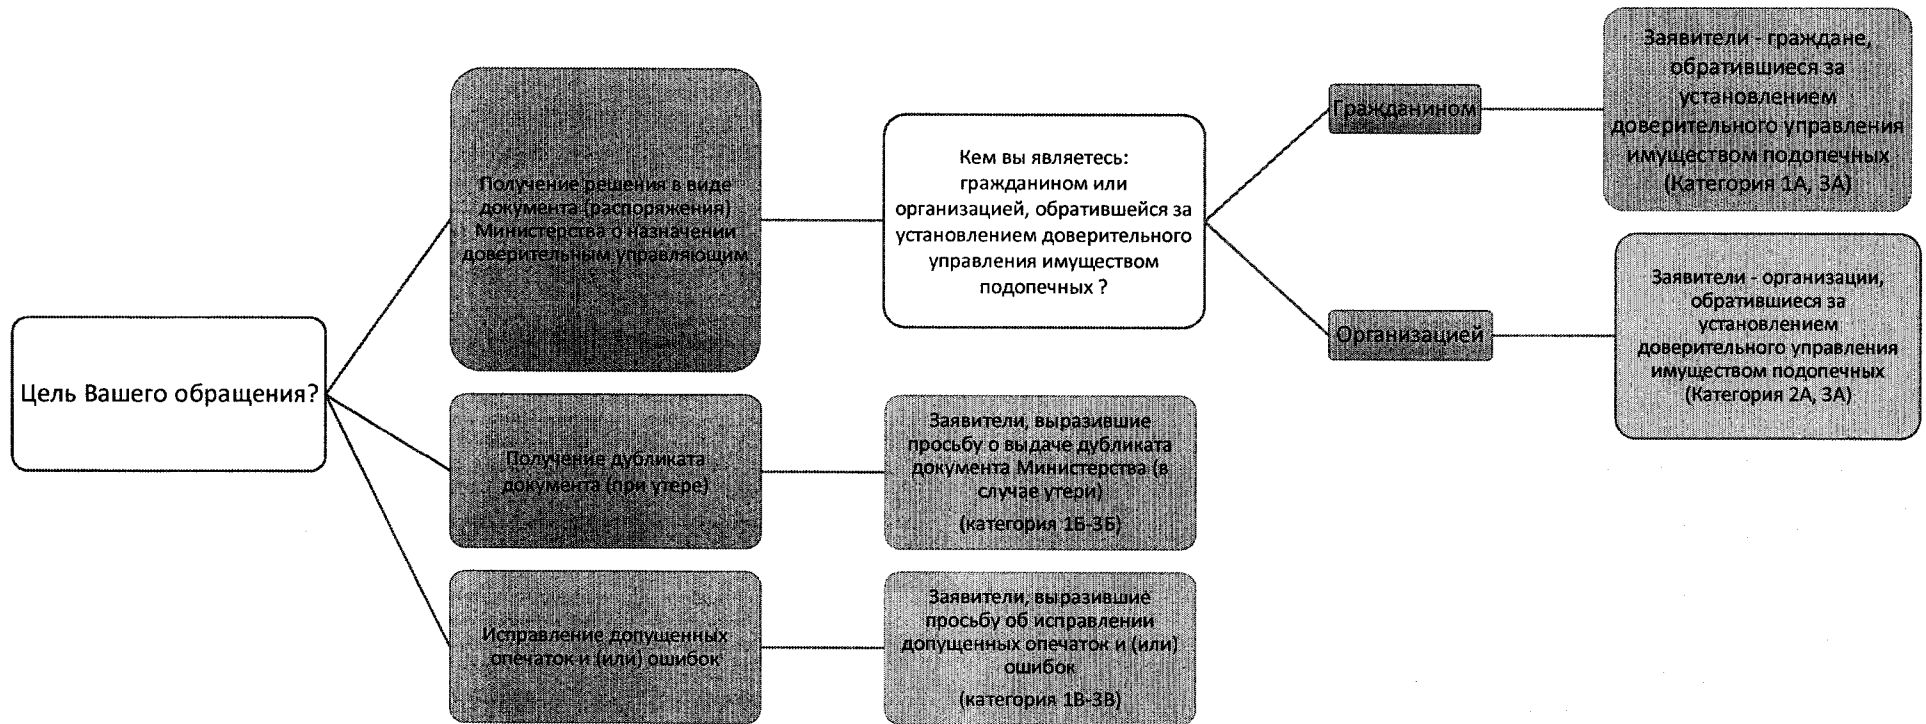 Цель Вашего обращения?
Получение решения в виде
документа (распоряжения)
Министерства о назначении
доверительным управляющим
Кем вы являетесь:
гражданином или
организацией, обратившейся за
установлением доверительного
управления имуществом
подопечных ?
Гражданином
Заявители - граждане,
обратившиеся за
установлением
доверительного управления
имуществом подопечных
(Категория 1А, 3А)
Организацией
Заявители - организации,
обратившиеся за
установлением
доверительного управления
имуществом подопечных
(Категория 2А, 3А)
Получение дубликата
документа (при утере)
Заявители, выразившие
просьбу о выдаче дубликата
документа Министерства (в
случае утери)
(категория 1Б-3Б)
Исправление допущенных
опечаток и (или) ошибок
Заявители, выразившие
просьбу об исправлении
допущенных опечаток и (или)
ошибок
(категория 1В-3В)